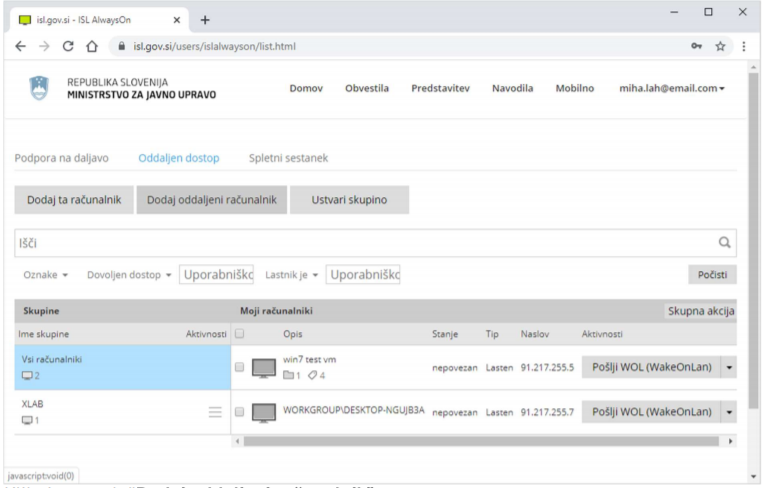 isl.gov.si - ISL AlwaysOn
isl.gov.si/users/islalwayson/list.html
REPUBLIKA SLOVENIJA
MINISTRSTVO ZA JAVNO UPRAVO
Domov Obvestila Predstavitev Navodila Mobilno miha.lah@email.com
Podpora na daljavo Oddaljen dostop Spletni sestanek
Dodaj ta računalnik Dodaj oddaljeni računalnik Ustvari skupino
Išči
Oznake Dovoljen dostop Uporabniškc Lastnik je Uporabniškc Počisti
Skupine Moji računalniki Skupna akcija
Ime skupine Aktivnosti Opis Stanje Tip Naslov Aktivnosti
Vsi računalniki
2
win7 test vm
1 4
nepovezan Lasten 91.217.255.5 Pošlji WOL (WakeOnLan)
XLAB
1
WORKGROUP\DESKTOP-NGUJB3A nepovezan Lasten 91.217.255.7 Pošlji WOL (WakeOnLan)
javascript:void(0)